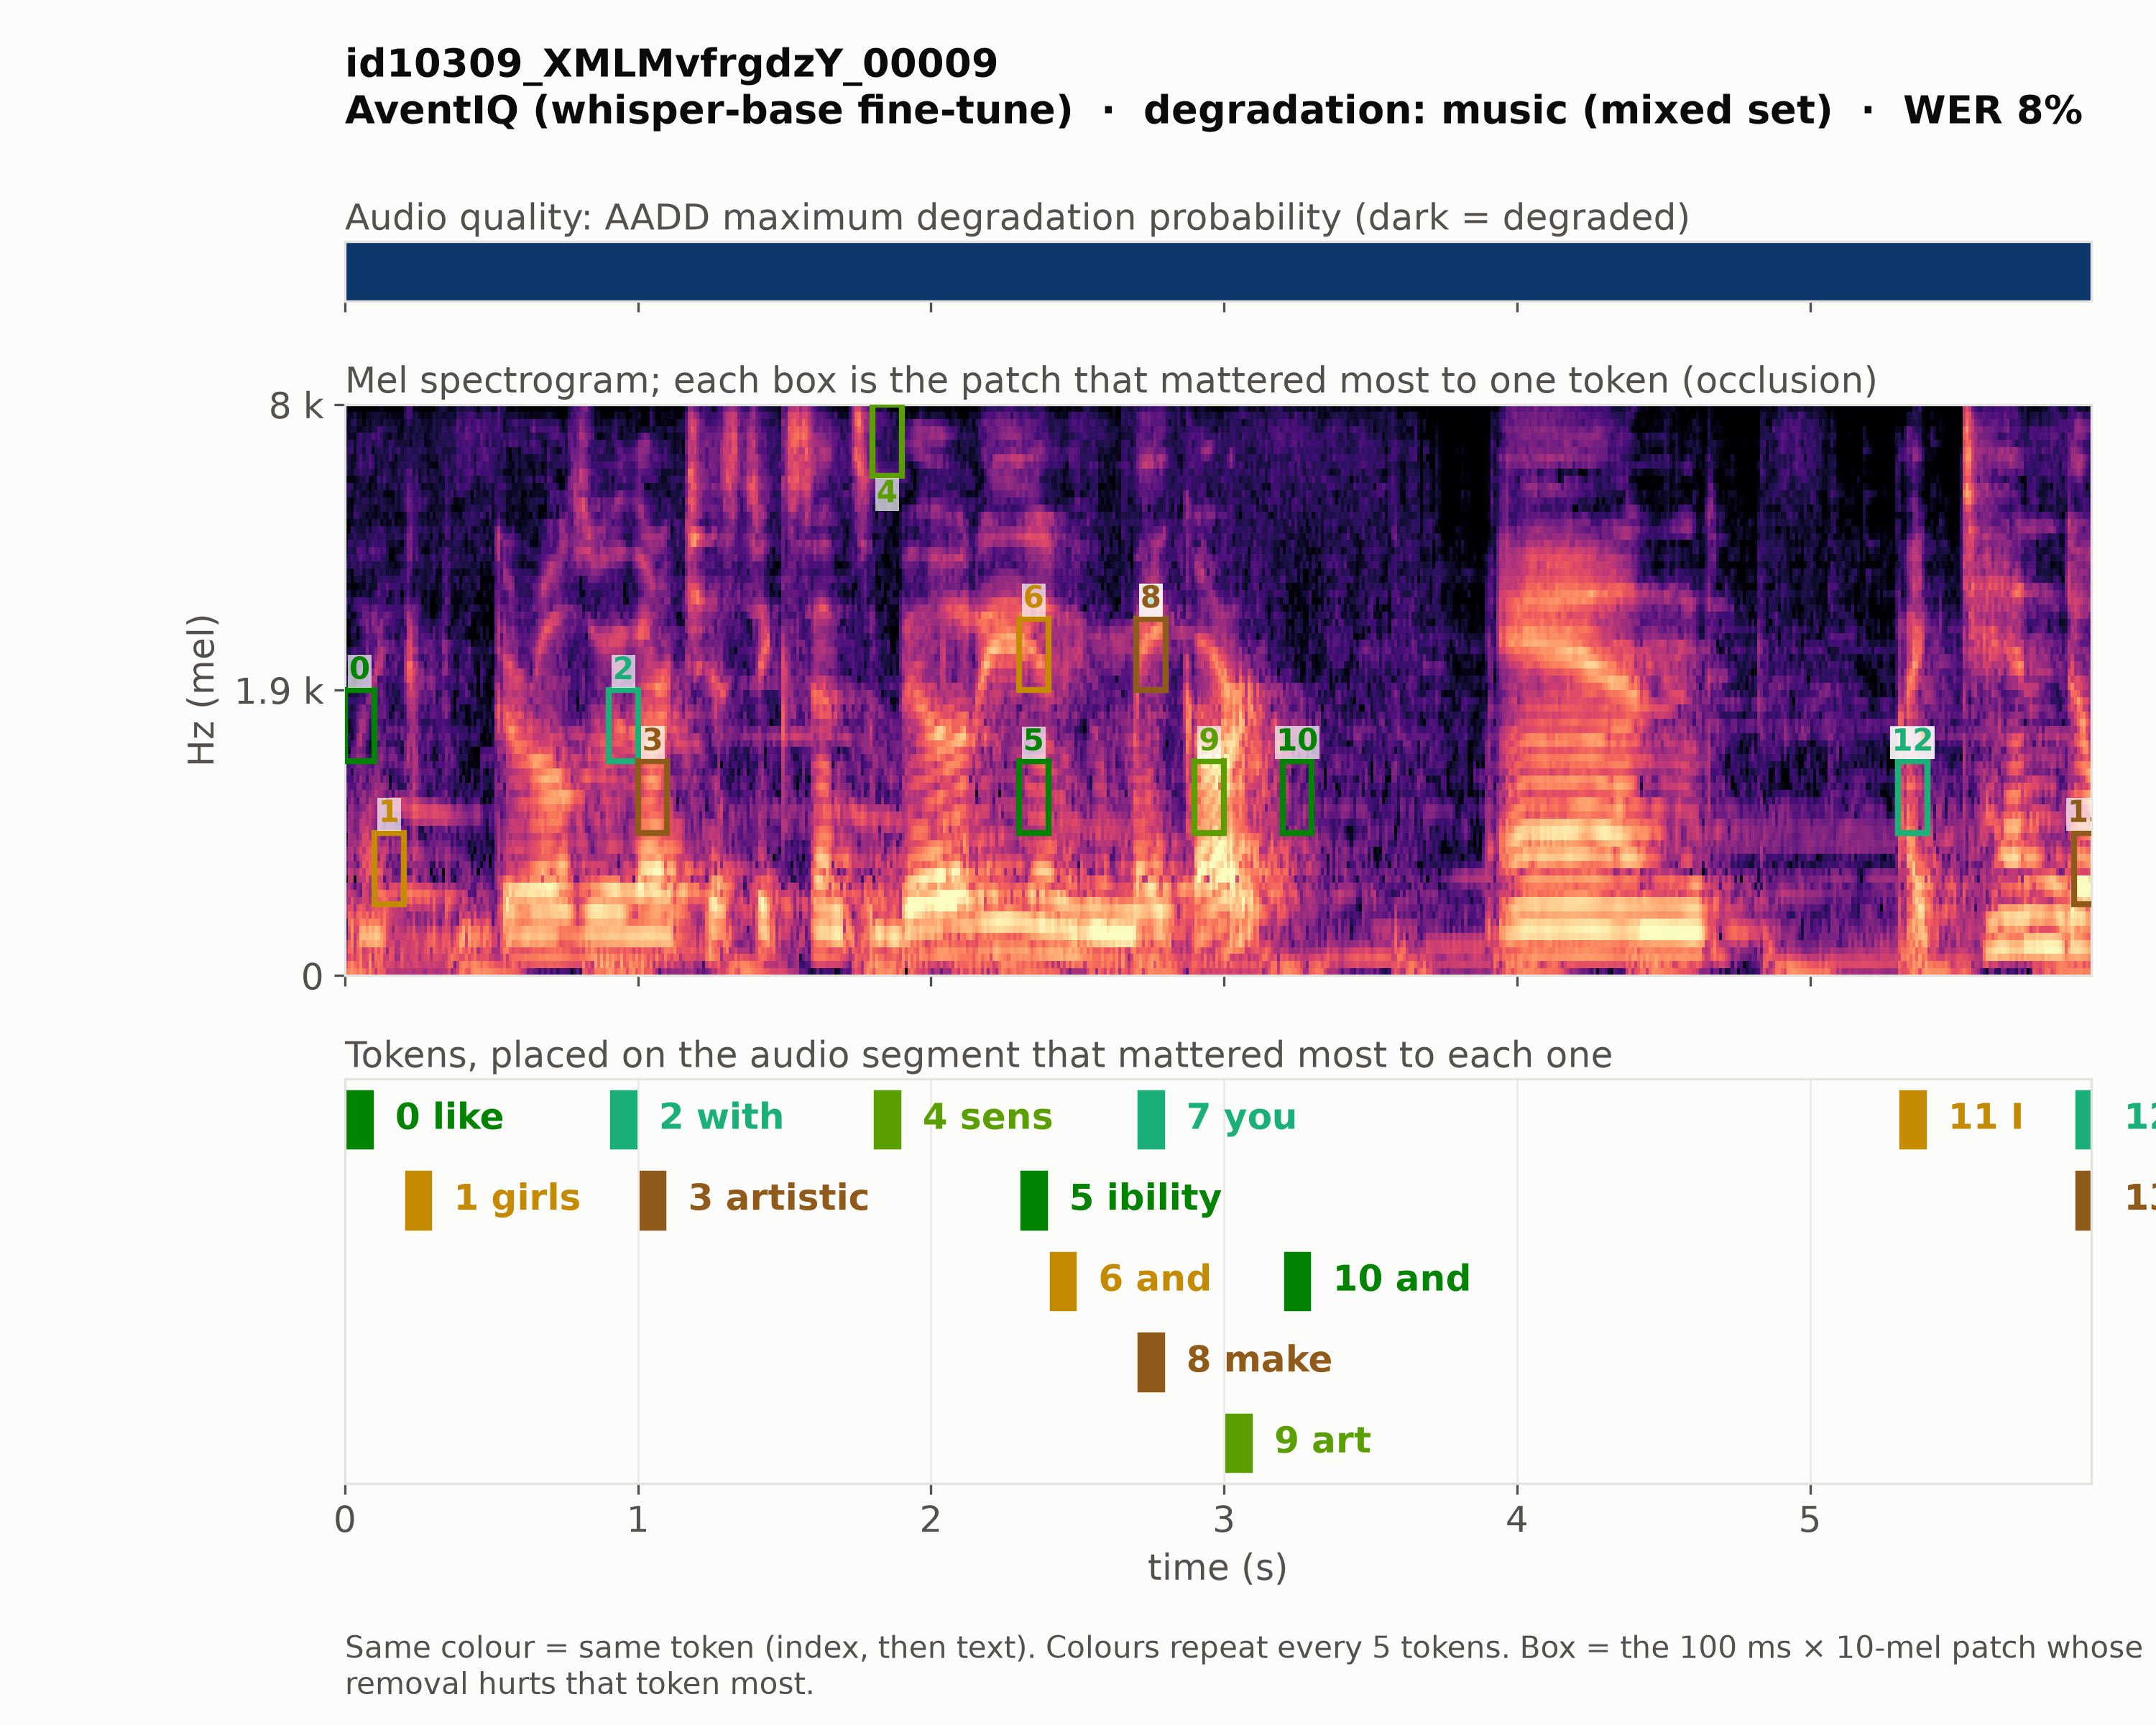 id10309_XMLMvfrgdzY_00009
AventIQ (whisper-base fine-tune) · degradation: music (mixed set) · WER 8%
Audio quality: AADD maximum degradation probability (dark = degraded)
Mel spectrogram; each box is the patch that mattered most to one token (occlusion)
8 k
4
6
8
0
2
1.9 k
3
5
9
10
12
1
Hz (mel)
0
Tokens, placed on the audio segment that mattered most to each one
0 like
2 with
4 sens
7 you
11 I
12
1 girls
3 artistic
5 ibility
13
6 and
10 and
8 make
9 art
0 1 2 3 4 5
time (s)
Same colour = same token (index, then text). Colours repeat every 5 tokens. Box = the 100 ms × 10-mel patch whose
removal hurts that token most.